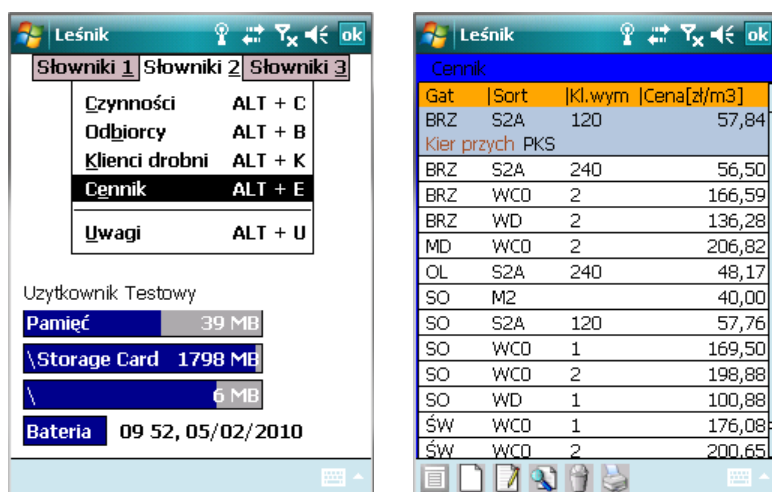 Leśnik ok
Słowniki 1 Słowniki 2 Słowniki 3
Czynności ALT + C
Odbiorcy ALT + B
Klienci drobni ALT + K
Cennik ALT + E
Uwagi ALT + U
Uzytkownik Testowy
Pamięć 39 MB
\Storage Card 1798 MB
\ 6 MB
Bateria 09 52, 05/02/2010
Leśnik ok
Cennik
Gat |Sort |Kl.wym |Cena[zł/m3]
BRZ S2A 120 57,84
Kier przych PKS
BRZ S2A 240 56,50
BRZ WC0 2 166,59
BRZ WD 2 136,28
MD WC0 2 206,82
OL S2A 240 48,17
SO M2 40,00
SO S2A 120 57,76
SO WC0 1 169,50
SO WC0 2 198,88
SO WD 1 100,88
ŚW WC0 1 176,08
ŚW WC0 2 200,65